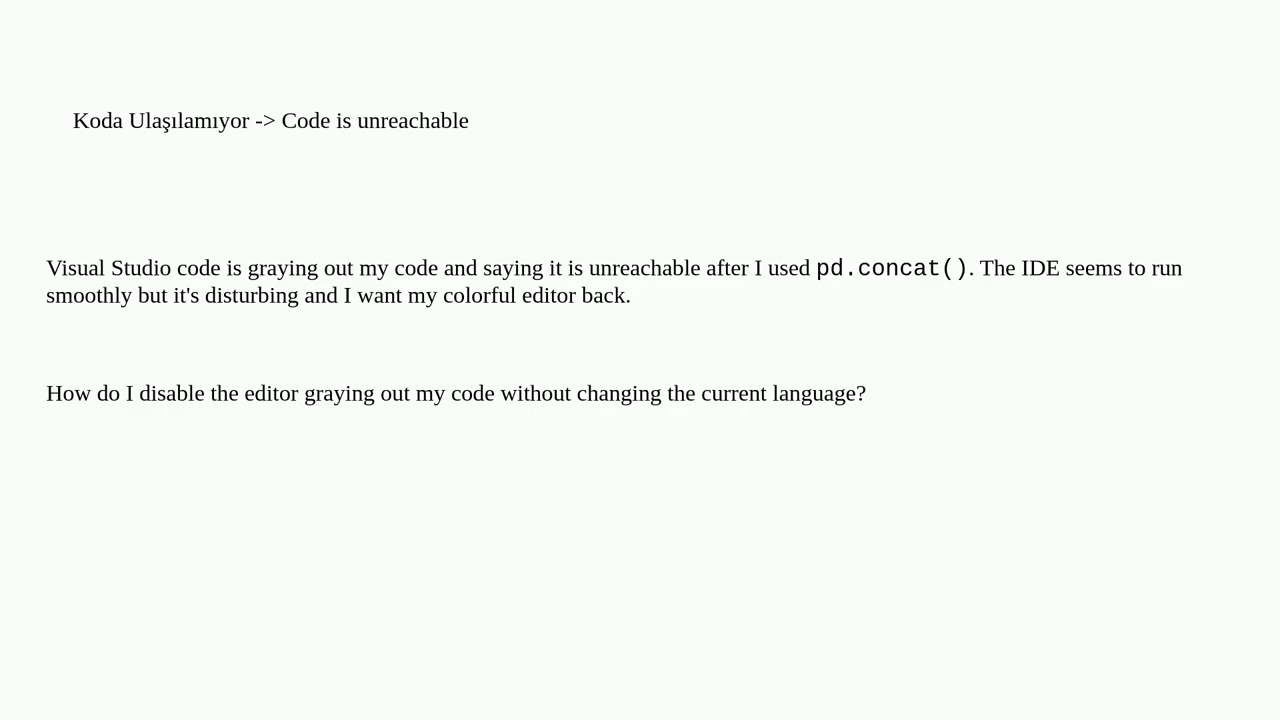 Koda Ulaşılamıyor -> Code is unreachable
Visual Studio code is graying out my code and saying it is unreachable after I used pd.concat(). The IDE seems to run
smoothly but it's disturbing and I want my colorful editor back.
How do I disable the editor graying out my code without changing the current language?